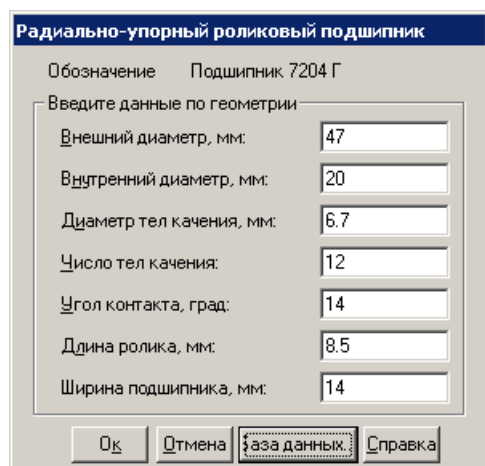 Радиально-упорный роликовый подшипник
Обозначение Подшипник 7204 Г
Введите данные по геометрии
Внешний диаметр, мм: 47
Внутренний диаметр, мм: 20
Диаметр тел качения, мм: 6.7
Число тел качения: 12
Угол контакта, град: 14
Длина ролика, мм: 8.5
Ширина подшипника, мм: 14
Ок Отмена База данных. Справка